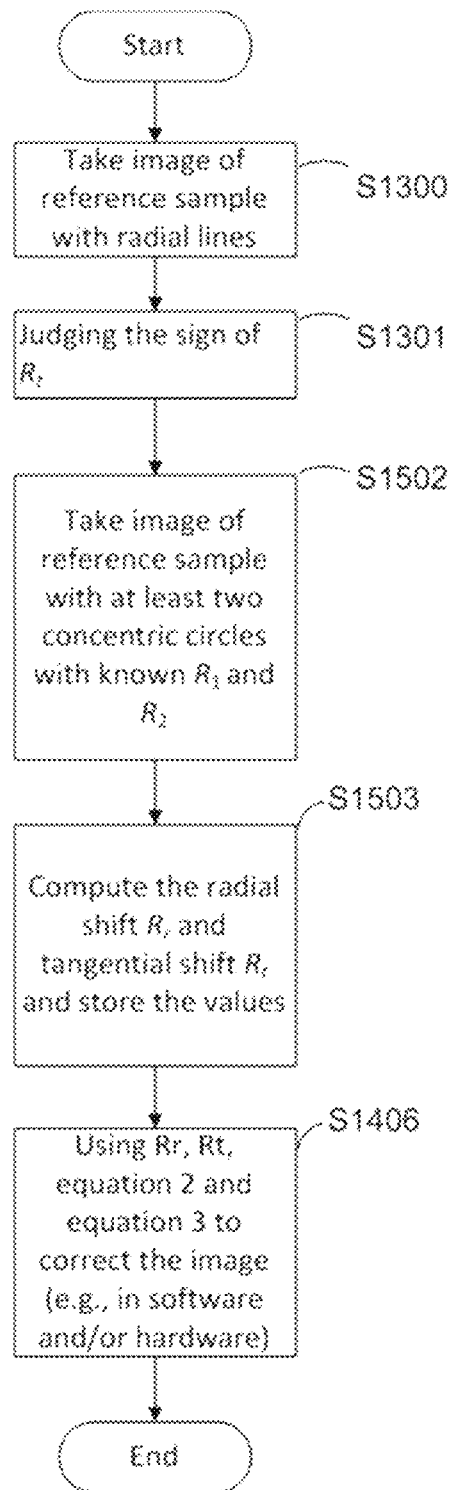 Start
Take image of
reference sample
with radial lines
S1300
Judging the sign of
Rₜ
S1301
Take image of
reference sample
with at least two
concentric circles
with known R₁ and
R₂
S1502
Compute the radial
shift Rᵣ and
tangential shift Rₜ
and store the values
S1503
Using Rr, Rt,
equation 2 and
equation 3 to
correct the image
(e.g., in software
and/or hardware)
S1406
End